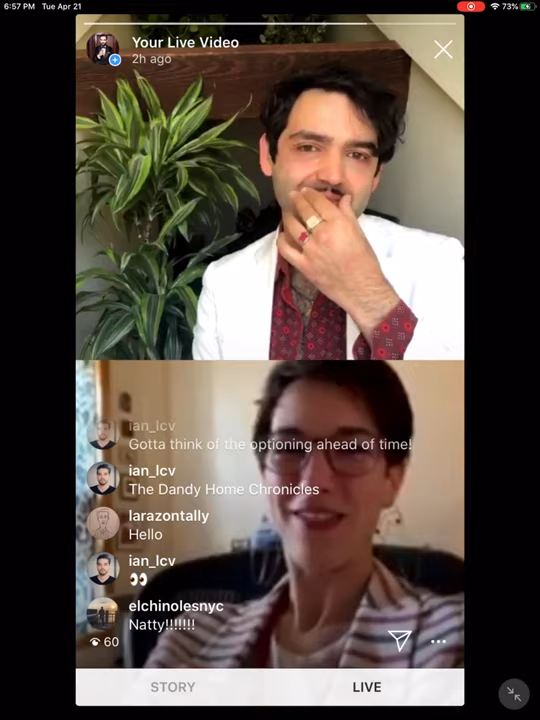 6:57 PM Tue Apr 21
73%
Your Live Video
2h ago
ian_lcv
Gotta think of the optioning ahead of time!
ian_lcv
The Dandy Home Chronicles
larazontally
Hello
ian_lcv
👀
elchinolesnyc
Natty!!!!!!!
60
STORY
LIVE